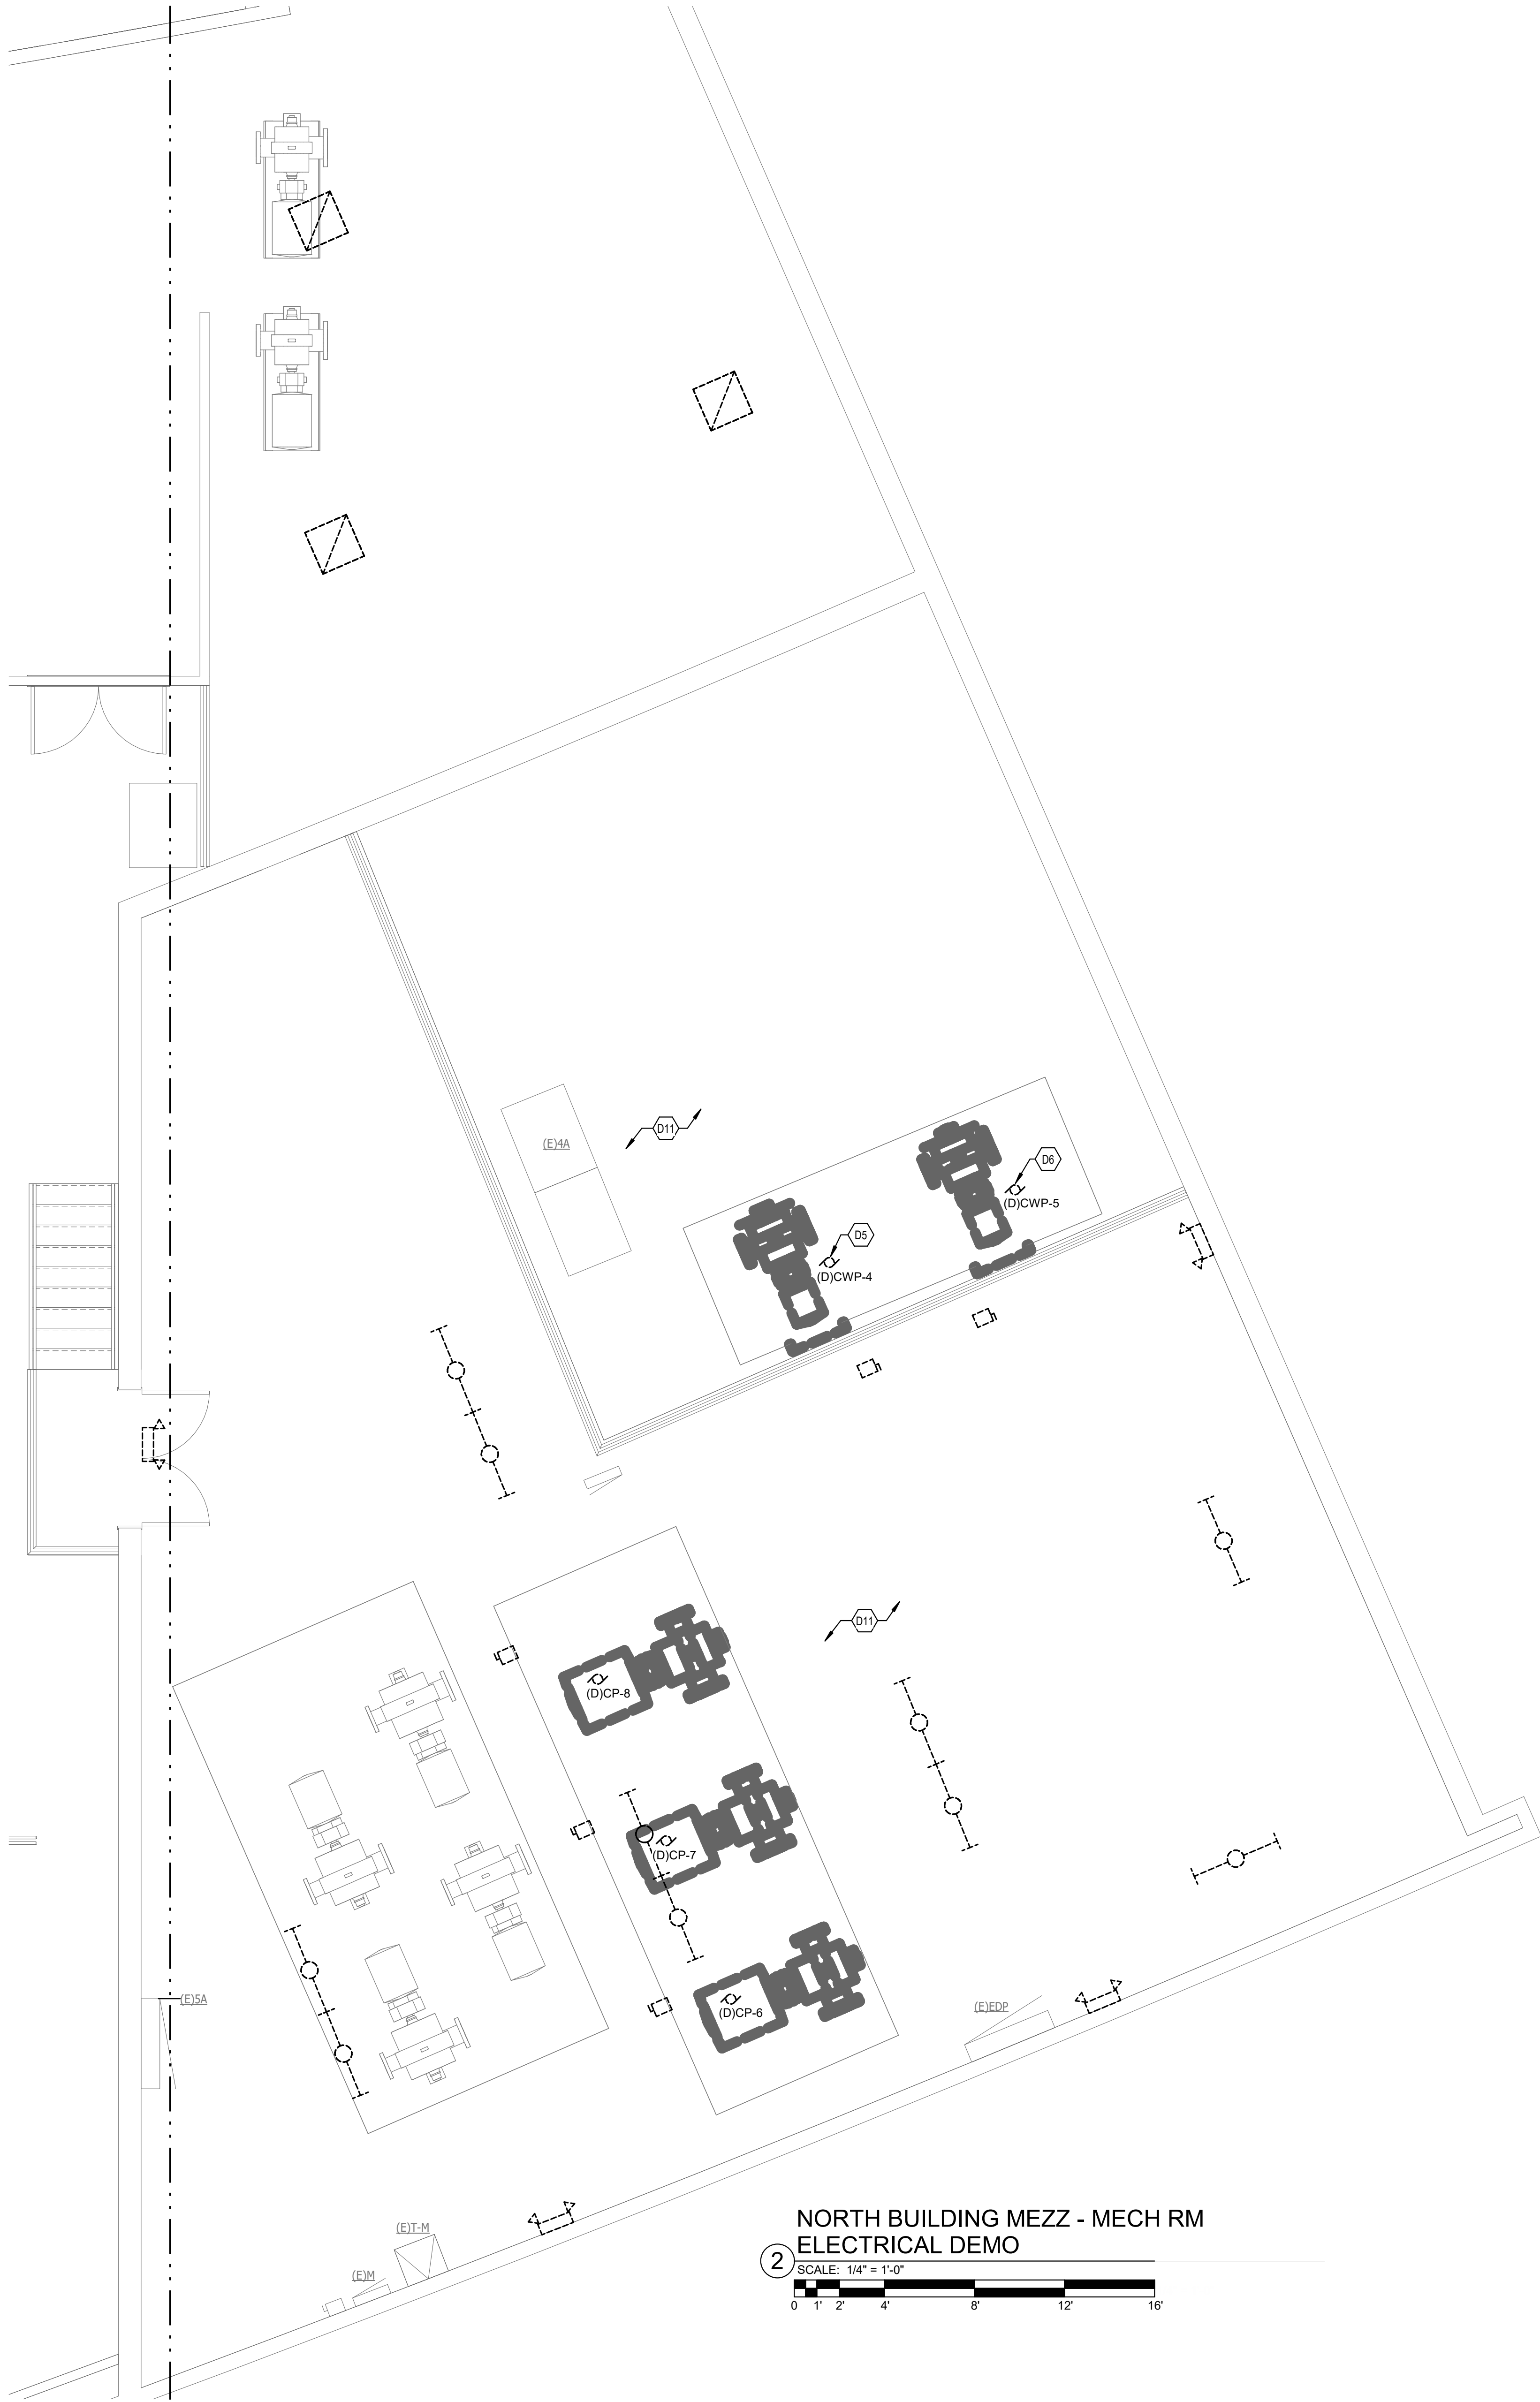 (E)4A
D11
D6
(D)CWP-5
D5
(D)CWP-4
D11
(D)CP-8
(D)CP-7
(D)CP-6
(E)5A
(E)EDP
(E)T-M
(E)M
NORTH BUILDING MEZZ - MECH RM
ELECTRICAL DEMO
2
SCALE: 1/4" = 1'-0"
0 1' 2' 4' 8' 12' 16'